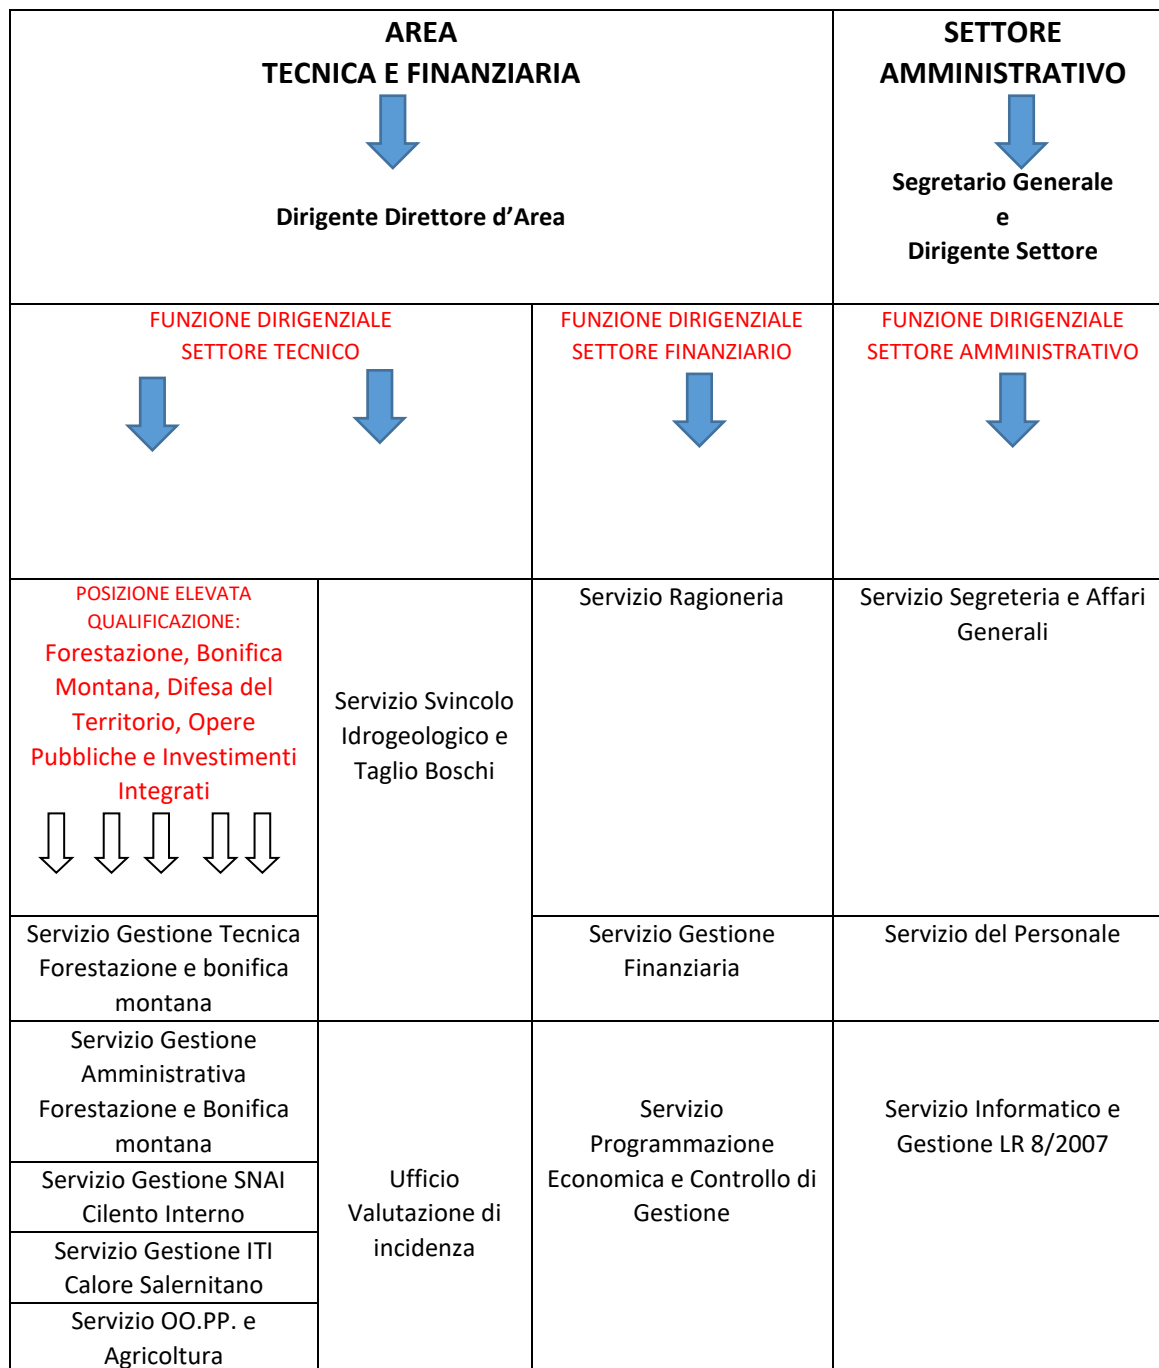 AREA
TECNICA E FINANZIARIA
Dirigente Direttore d’Area
SETTORE
AMMINISTRATIVO
Segretario Generale
e
Dirigente Settore
FUNZIONE DIRIGENZIALE
SETTORE TECNICO
FUNZIONE DIRIGENZIALE
SETTORE FINANZIARIO
FUNZIONE DIRIGENZIALE
SETTORE AMMINISTRATIVO
POSIZIONE ELEVATA
QUALIFICAZIONE:
Forestazione, Bonifica
Montana, Difesa del
Territorio, Opere
Pubbliche e Investimenti
Integrati
Servizio Svincolo
Idrogeologico e
Taglio Boschi
Servizio Ragioneria
Servizio Segreteria e Affari
Generali
Servizio Gestione Tecnica
Forestazione e bonifica
montana
Servizio Gestione
Finanziaria
Servizio del Personale
Servizio Gestione
Amministrativa
Forestazione e Bonifica
montana
Servizio Gestione SNAI
Cilento Interno
Servizio Gestione ITI
Calore Salernitano
Servizio OO.PP. e
Agricoltura
Ufficio
Valutazione di
incidenza
Servizio
Programmazione
Economica e Controllo di
Gestione
Servizio Informatico e
Gestione LR 8/2007